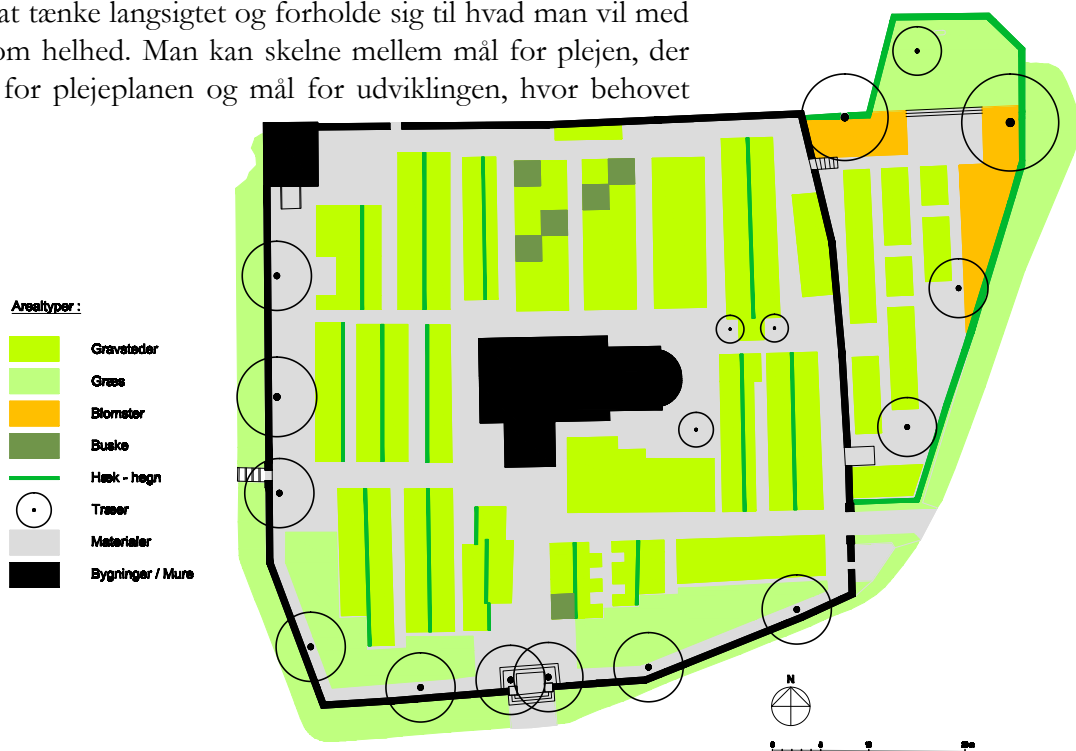 at tænke langsigtet og forholde sig til hvad man vil med
om helhed. Man kan skelne mellem mål for plejen, der
for plejeplanen og mål for udviklingen, hvor behovet
Arealtyper :
Gravsteder
Græs
Blomster
Buske
Hæk - hegn
Træer
Materialer
Bygninger / Mure
N